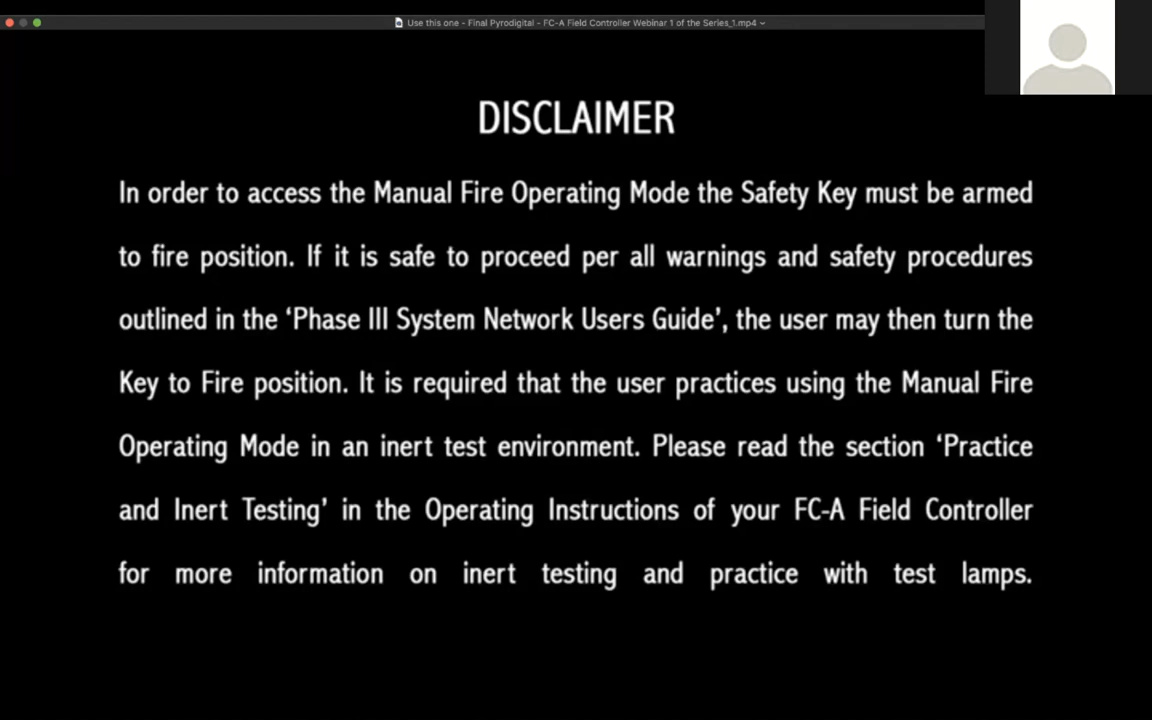 Use this one - Final Pyrodigital - FC-A Field Controller Webinar 1 of the Series_1.mp4
DISCLAIMER
In order to access the Manual Fire Operating Mode the Safety Key must be armed
to fire position. If it is safe to proceed per all warnings and safety procedures
outlined in the ‘Phase III System Network Users Guide’, the user may then turn the
Key to Fire position. It is required that the user practices using the Manual Fire
Operating Mode in an inert test environment. Please read the section ‘Practice
and Inert Testing’ in the Operating Instructions of your FC-A Field Controller
for more information on inert testing and practice with test lamps.